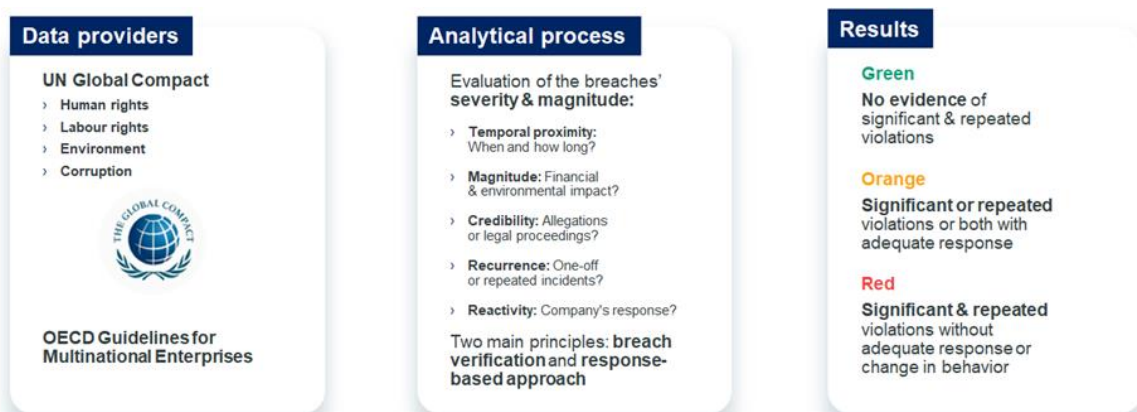 Data providers
UN Global Compact
› Human rights
› Labour rights
› Environment
› Corruption
THE GLOBAL COMPACT
OECD Guidelines for
Multinational Enterprises
Analytical process
Evaluation of the breaches’
severity & magnitude:
› Temporal proximity:
When and how long?
› Magnitude: Financial
& environmental impact?
› Credibility: Allegations
or legal proceedings?
› Recurrence: One-off
or repeated incidents?
› Reactivity: Company's response?
Two main principles: breach
verification and response-
based approach
Results
Green
No evidence of
significant & repeated
violations
Orange
Significant or repeated
violations or both with
adequate response
Red
Significant & repeated
violations without
adequate response or
change in behavior